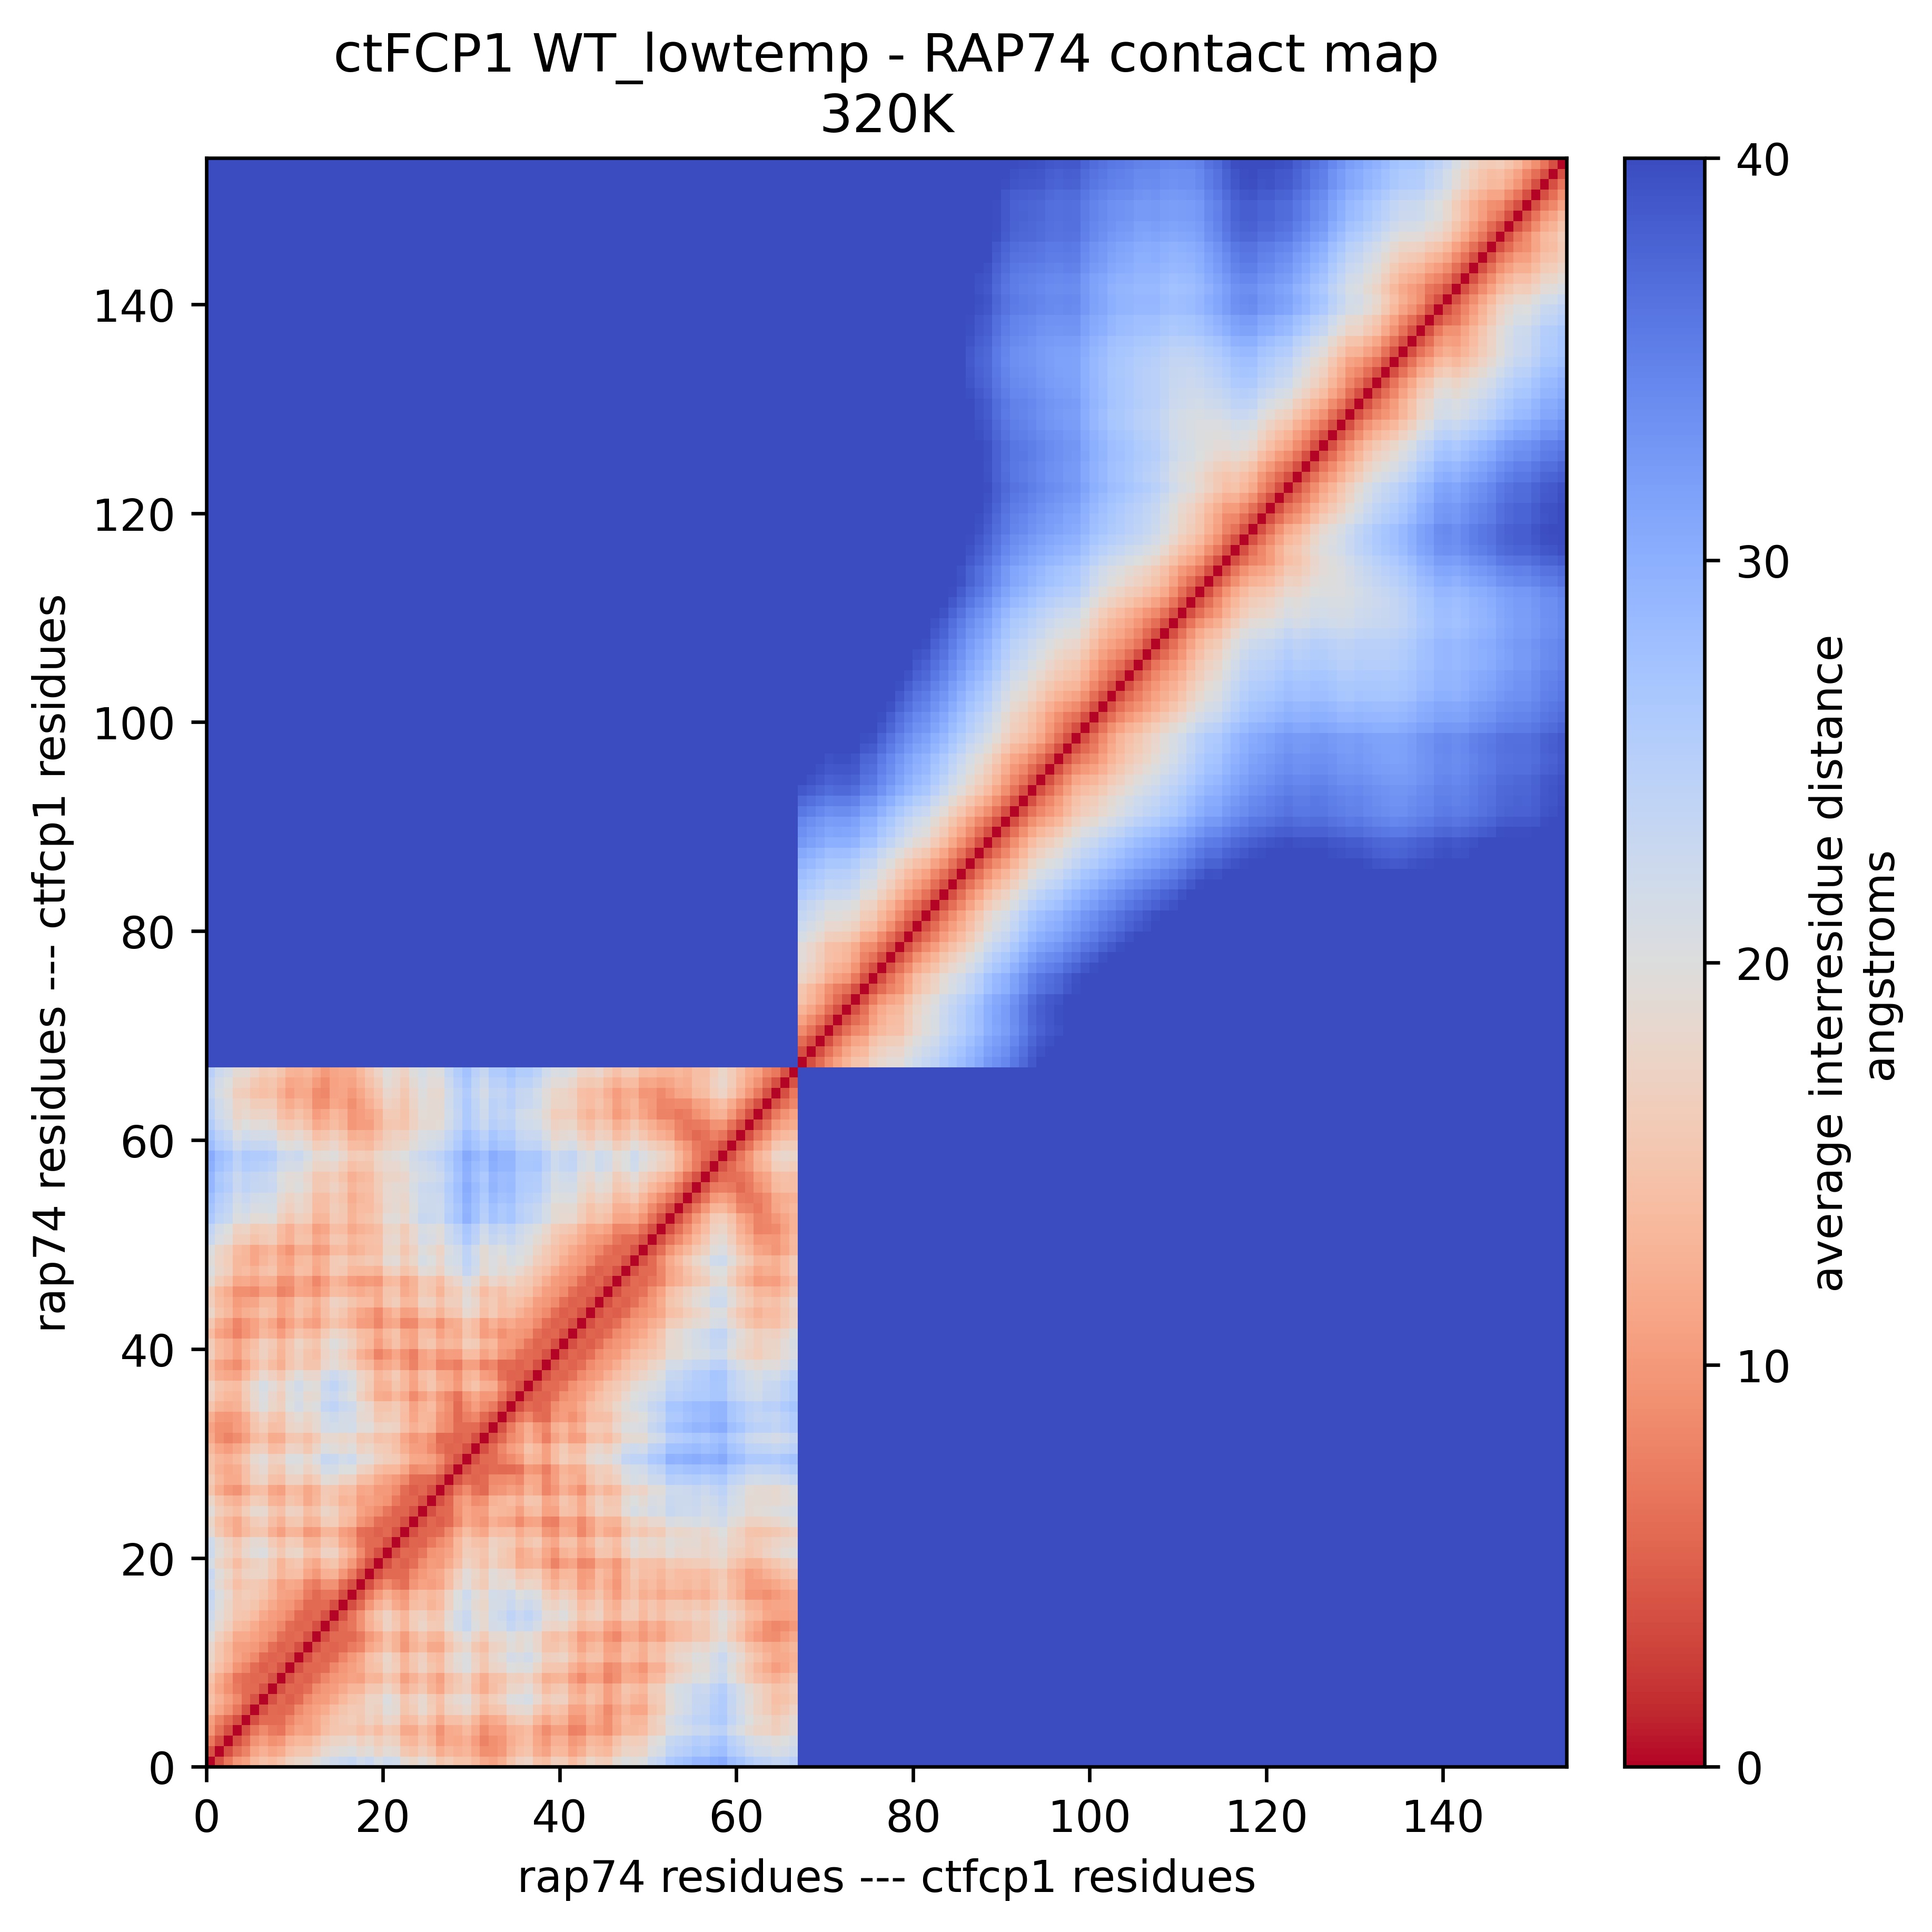 ctFCP1 WT_lowtemp - RAP74 contact map
320K
rap74 residues --- ctfcp1 residues
140
120
100
80
60
40
20
0
0 20 40 60 80 100 120 140
rap74 residues --- ctfcp1 residues
40
30
20
10
0
average interresidue distance
angstroms